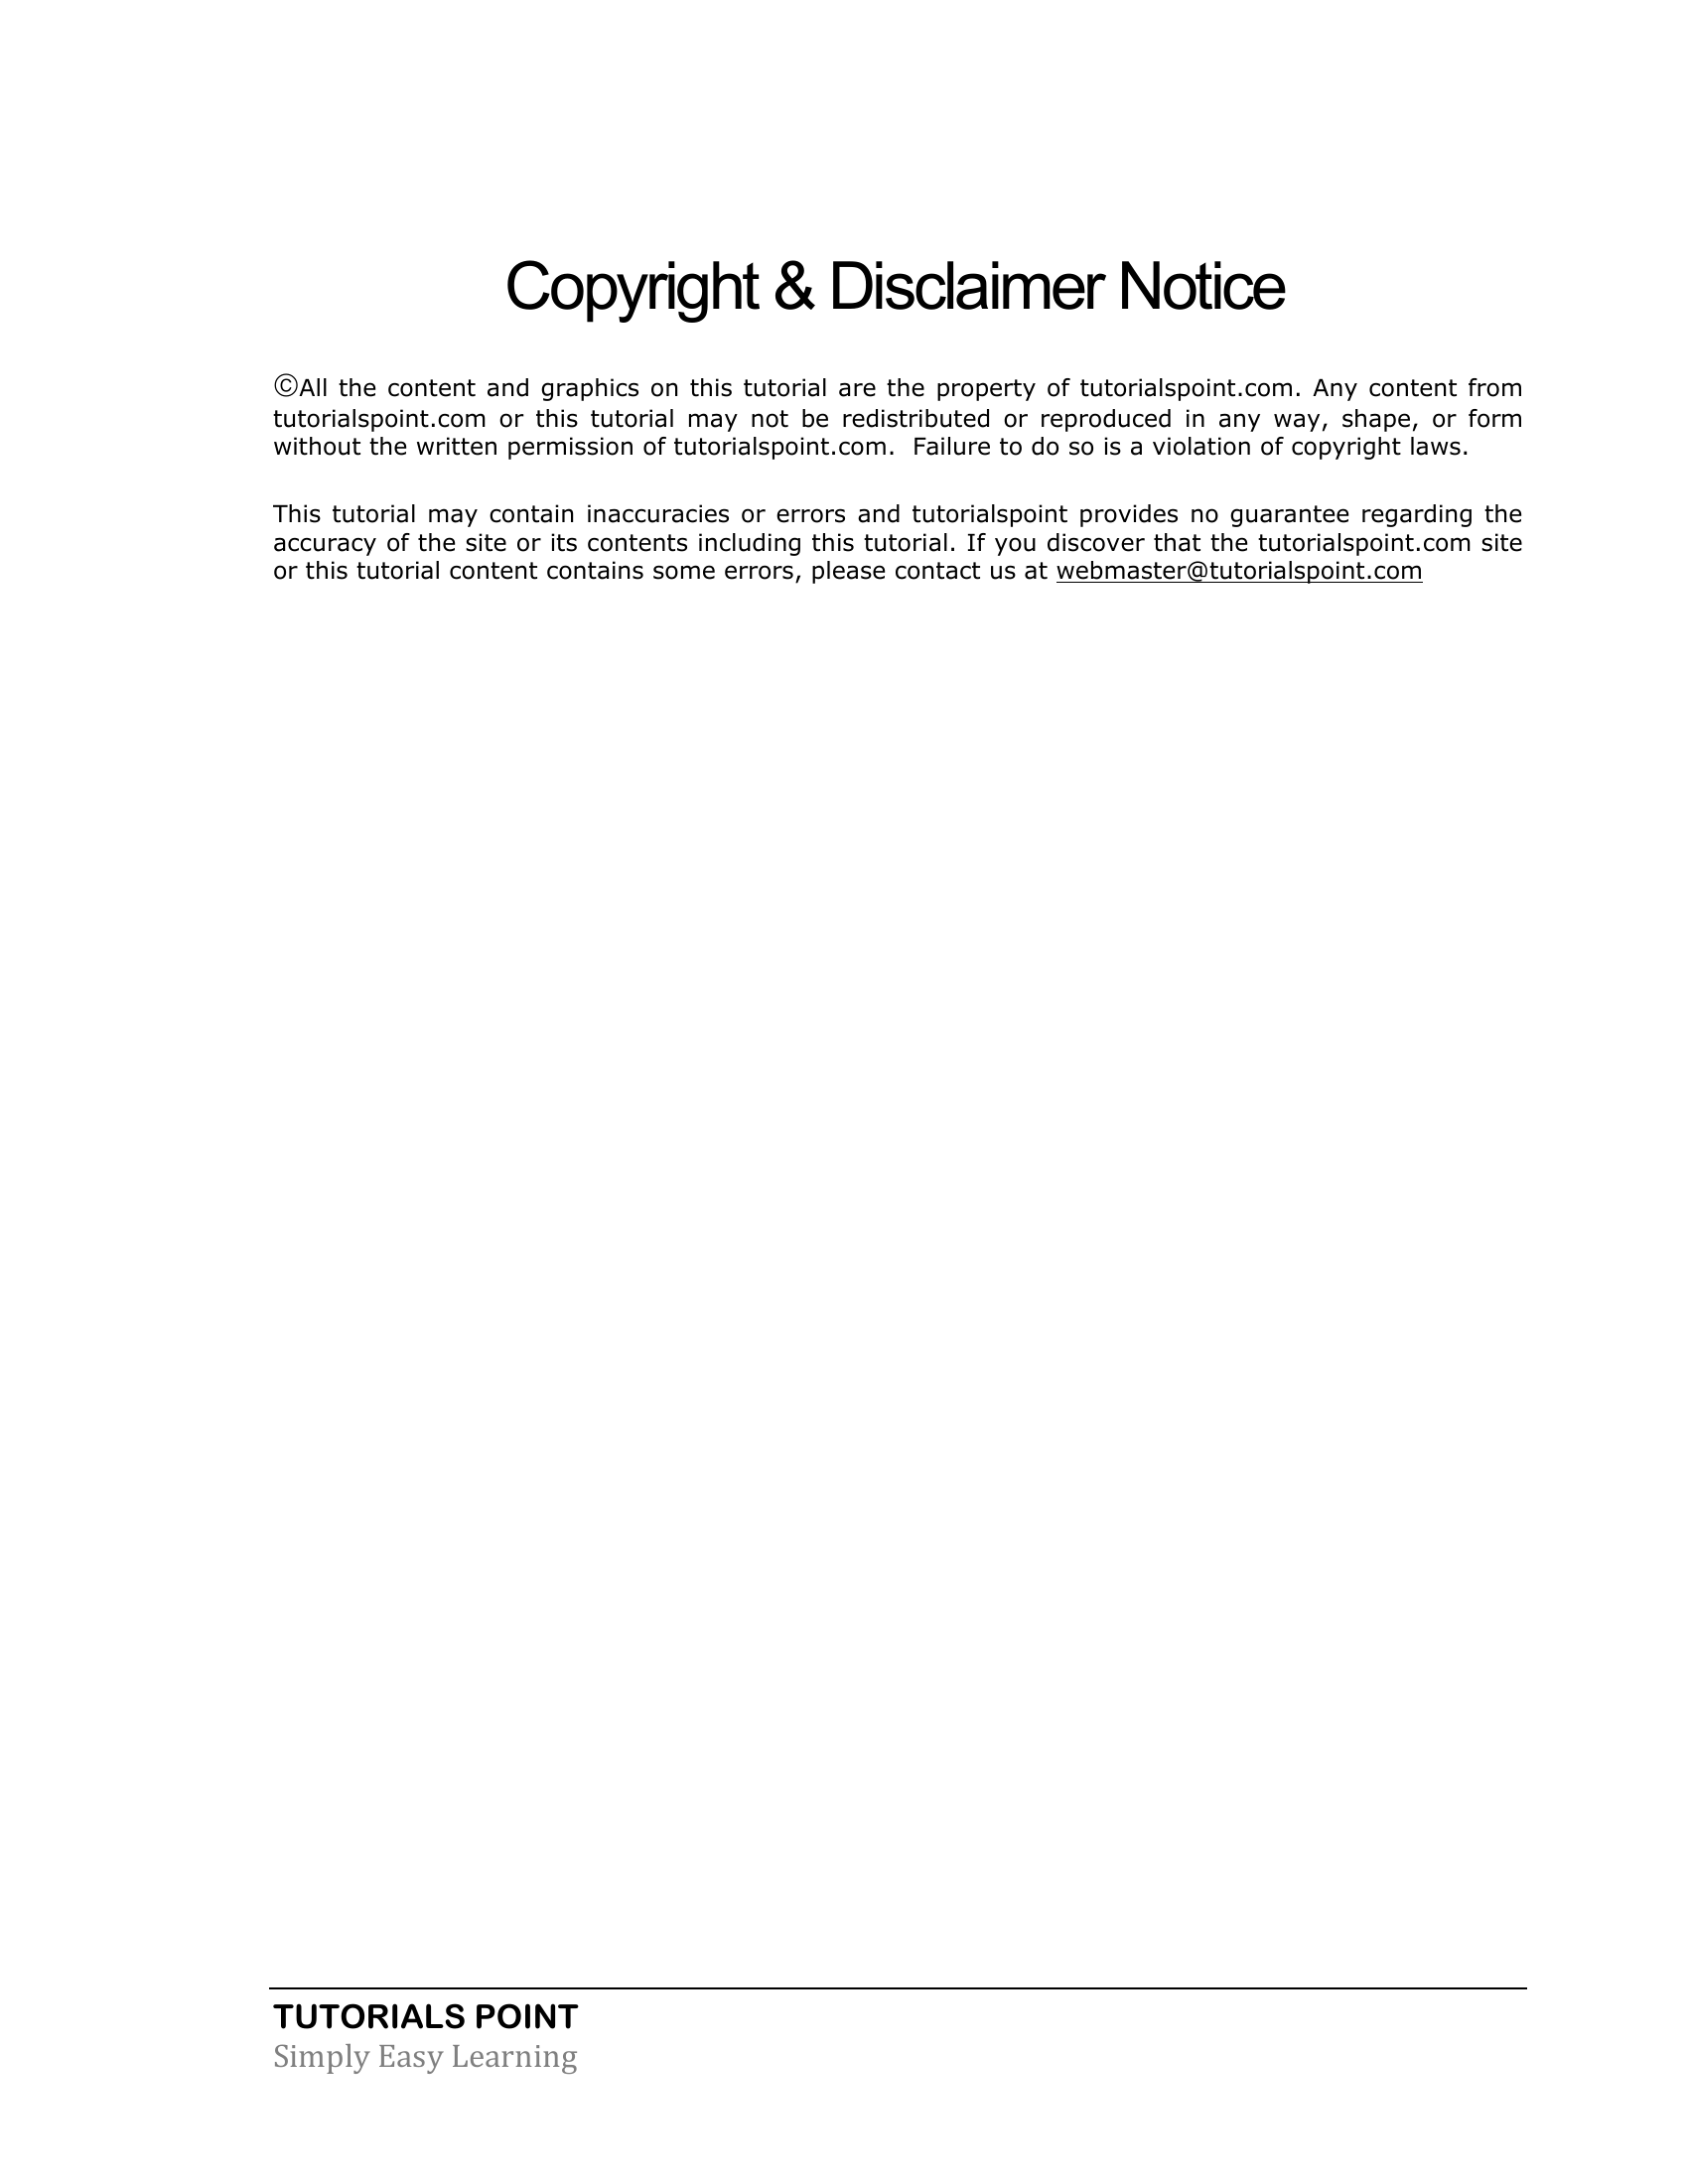 Copyright & Disclaimer Notice
©All the content and graphics on this tutorial are the property of tutorialspoint.com. Any content from
tutorialspoint.com or this tutorial may not be redistributed or reproduced in any way, shape, or form
without the written permission of tutorialspoint.com.  Failure to do so is a violation of copyright laws.
This tutorial may contain inaccuracies or errors and tutorialspoint provides no guarantee regarding the
accuracy of the site or its contents including this tutorial. If you discover that the tutorialspoint.com site
or this tutorial content contains some errors, please contact us at webmaster@tutorialspoint.com
TUTORIALS POINT
Simply Easy Learning